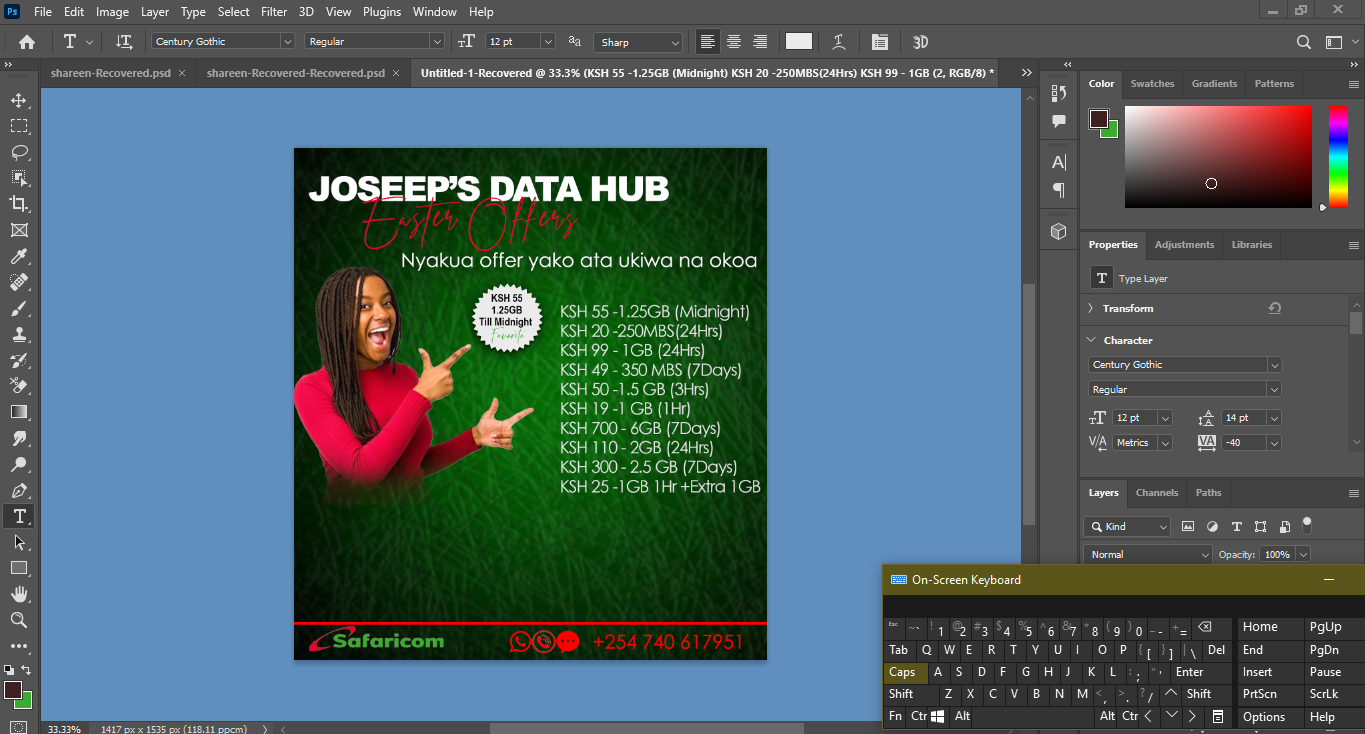 Ps File Edit Image Layer Type Select Filter 3D View Plugins Window Help
T Century Gothic Regular 12 pt Sharp 3D
shareen-Recovered.psd × shareen-Recovered-Recovered.psd × Untitled-1-Recovered @ 33.3% (KSH 55 -1.25GB (Midnight) KSH 20 -250MBS(24Hrs) KSH 99 - 1GB (2, RGB/8) *
JOSEEP'S DATA HUB
Easter Offers
Nyakua offer yako ata ukiwa na okoa
KSH 55
1.25GB
Till Midnight
Favorite
KSH 55 -1.25GB (Midnight)
KSH 20 -250MBS(24Hrs)
KSH 99 - 1GB (24Hrs)
KSH 49 - 350 MBS (7Days)
KSH 50 -1.5 GB (3Hrs)
KSH 19 -1 GB (1Hr)
KSH 700 - 6GB (7Days)
KSH 110 - 2GB (24Hrs)
KSH 300 - 2.5 GB (7Days)
KSH 25 -1GB 1Hr +Extra 1GB
Safaricom
+254 740 617951
33.33% 1417 px x 1535 px (118.11 ppcm)
Color Swatches Gradients Patterns
Properties Adjustments Libraries
T Type Layer
Transform
Character
Century Gothic
Regular
12 pt 14 pt
Metrics -40
Layers Channels Paths
Kind
Normal Opacity: 100%
On-Screen Keyboard
Esc ~ ` ! 1 @ 2 # 3 $ 4 % 5 ^ 6 & 7 * 8 ( 9 ) 0 _ - + = Home PgUp
Tab Q W E R T Y U I O P { [ } ] | \ Del End PgDn
Caps A S D F G H J K L : ; " ' Enter Insert Pause
Shift Z X C V B N M < , > . ? / Shift PrtScn ScrLk
Fn Ctr Alt Alt Ctr Options Help